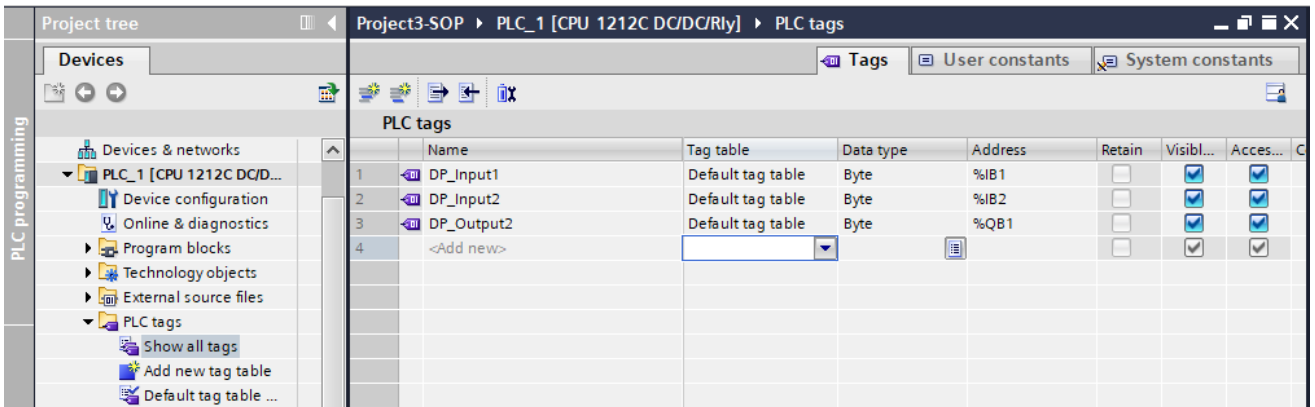 Project tree
Project3-SOP ▸ PLC_1 [CPU 1212C DC/DC/Rly] ▸ PLC tags
Devices
Tags
User constants
System constants
PLC programming
PLC tags
Name Tag table Data type Address Retain Visibl... Acces... C
1 DP_Input1 Default tag table Byte %IB1
2 DP_Input2 Default tag table Byte %IB2
3 DP_Output2 Default tag table Byte %QB1
4 <Add new>
Devices & networks
PLC_1 [CPU 1212C DC/D...
Device configuration
Online & diagnostics
Program blocks
Technology objects
External source files
PLC tags
Show all tags
Add new tag table
Default tag table ...